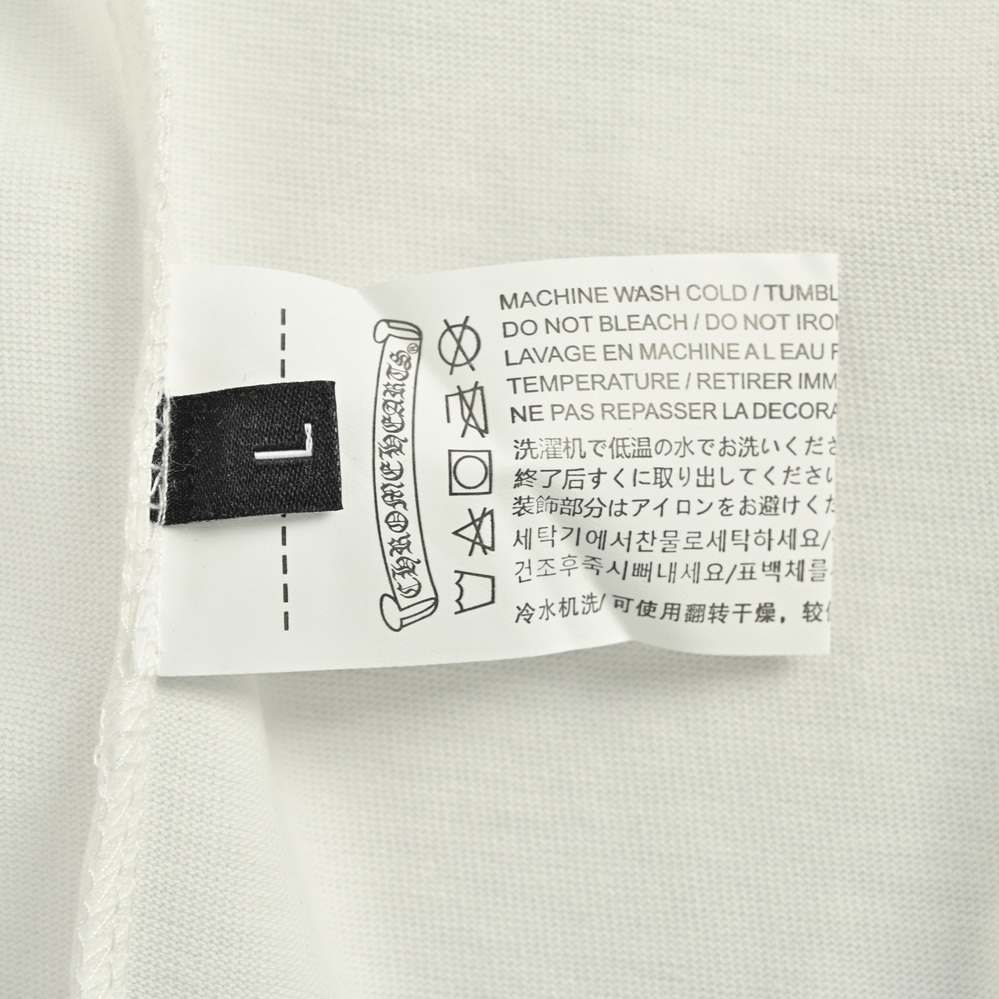 L
CHROME HEARTS®
MACHINE WASH COLD / TUMBL
DO NOT BLEACH / DO NOT IRON
LAVAGE EN MACHINE A L EAU F
TEMPERATURE / RETIRER IMM
NE PAS REPASSER LA DECORA
洗濯机で低温の水でお洗いくださ
終了后すくに取り出してください
装飾部分はアイロンをお避けくだ
세탁기에서찬물로세탁하세요/
건조후즉시빼내세요/표백체를
冷水机洗/可使用翻转干燥，较低